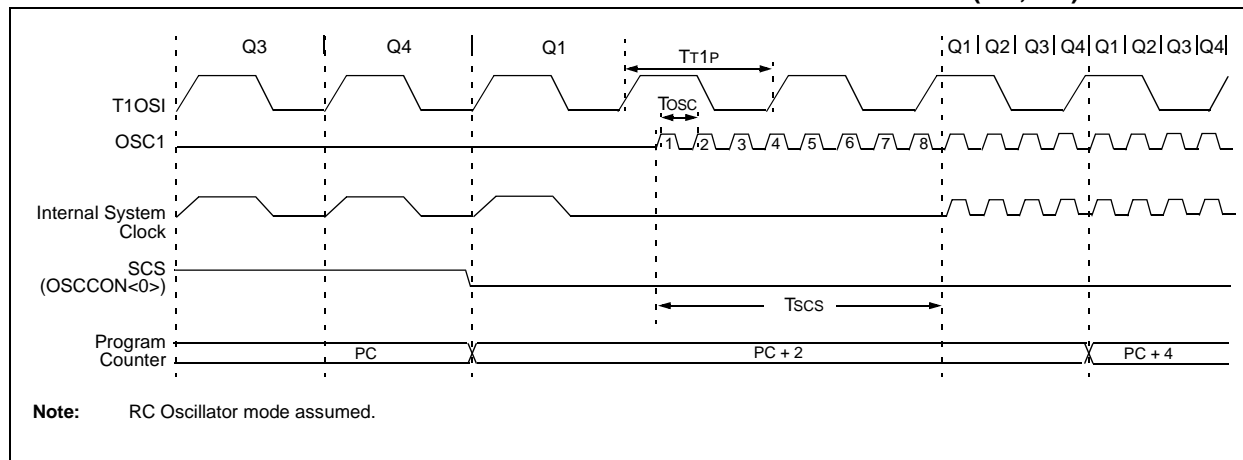 Q3 Q4 Q1 Q1 Q2 Q3 Q4 Q1 Q2 Q3 Q4
TT1P
T1OSI
TOSC
OSC1
1 2 3 4 5 6 7 8
Internal System
Clock
SCS
(OSCCON<0>)
TSCS
Program
Counter
PC PC + 2 PC + 4
Note: RC Oscillator mode assumed.